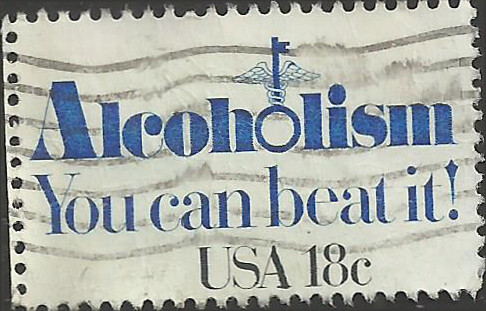 Alcoholism
You can beat it!
USA 18c